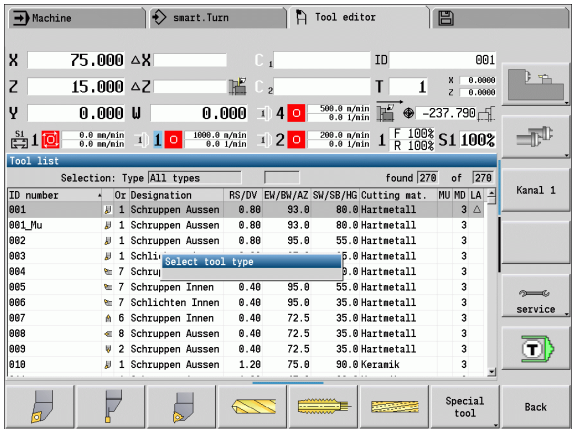 Machine smart.Turn Tool editor
X 75.000 ΔX C 1 ID 001
Z 15.000 ΔZ C 2 T 1 X 0.0000 Z 0.0000
Y 0.000 W 0.000 4 500.0 m/min 0.0 1/min -237.790
S1 1 0.0 mm/min 0.0 mm/min 1 1000.0 m/min 0.0 1/min 2 200.0 m/min 0.0 1/min 1 F 100% R 100% S1 100%
Tool list
Selection: Type All types found 270 of 270
ID number Or Designation RS/DV EW/BW/AZ SW/SB/HG Cutting mat. MU MD LA
001 1 Schruppen Aussen 0.80 93.0 80.0 Hartmetall 3 Δ
001_Mu 1 Schruppen Aussen 0.80 93.0 80.0 Hartmetall 3
002 1 Schruppen Aussen 0.80 95.0 55.0 Hartmetall 3
003 1 Hartmetall 3
Select tool type
004 7 Hartmetall 3
005 7 Schruppen Innen 0.40 95.0 55.0 Hartmetall 3
006 7 Schlichten Innen 0.40 95.0 35.0 Hartmetall 3
007 6 Schruppen Aussen 0.40 72.5 35.0 Hartmetall 3
008 8 Schruppen Aussen 0.40 72.5 35.0 Hartmetall 3
009 2 Schruppen Aussen 0.40 72.5 35.0 Hartmetall 3
010 1 Schruppen Aussen 1.20 75.0 90.0 Keramik 3
Kanal 1
service
T
Special tool
Back